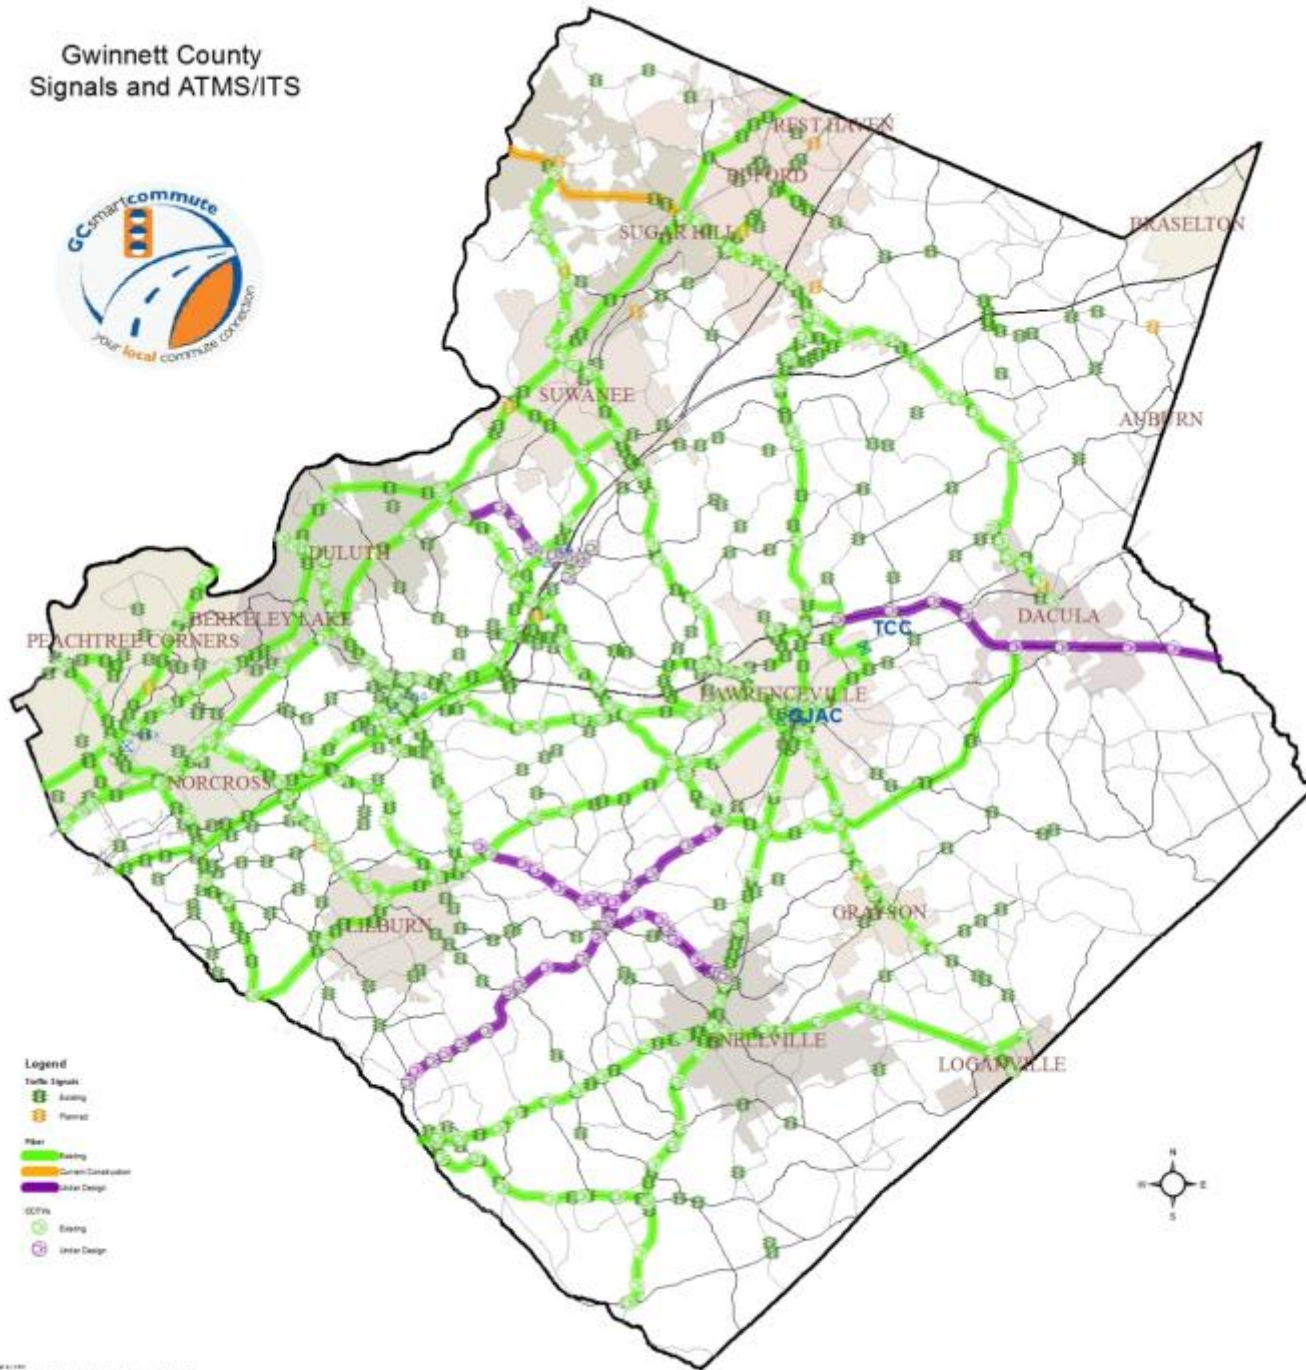 Gwinnett County
Signals and ATMS/ITS
GCsmartcommute
your local commute connection
REST HAVEN
BUFORD
SUGAR HILL
BRASELTON
SUWANEE
AUBURN
DULUTH
BERKELEY LAKE
PEACHTREE CORNERS
DACULA
TCC
LAWRENCEVILLE
GJAC
NORCROSS
GRAYSON
LILBURN
LOGANVILLE
Legend
Traffic Signals
Existing
Planned
Fiber
Existing
Current Construction
Under Design
CCTVs
Existing
Under Design
N
W
E
S